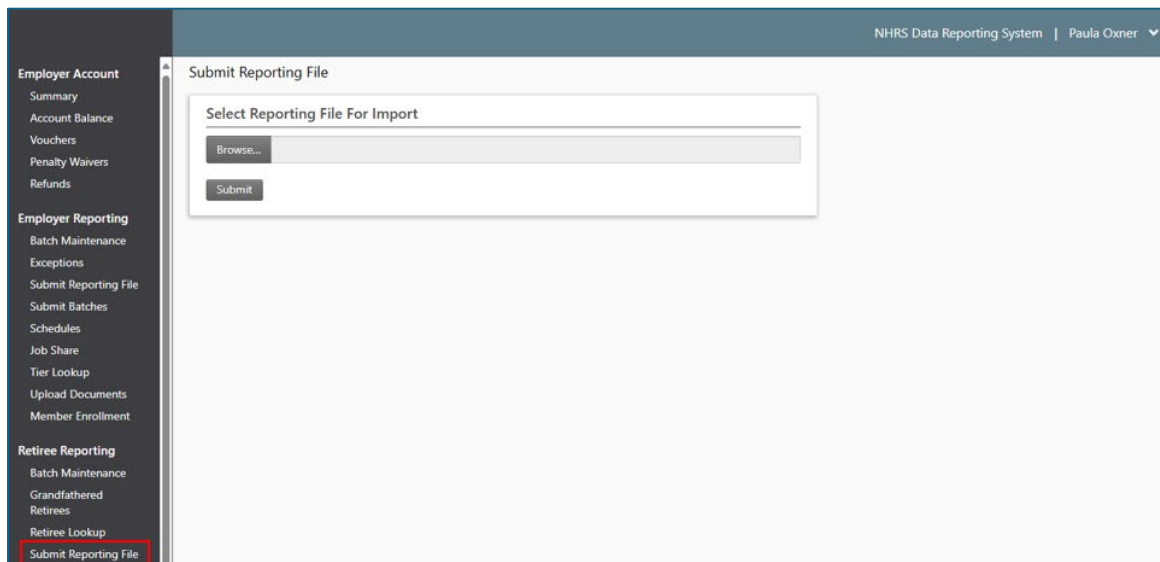 NHRS Data Reporting System | Paula Oxner
Employer Account
Summary
Account Balance
Vouchers
Penalty Waivers
Refunds
Employer Reporting
Batch Maintenance
Exceptions
Submit Reporting File
Submit Batches
Schedules
Job Share
Tier Lookup
Upload Documents
Member Enrollment
Retiree Reporting
Batch Maintenance
Grandfathered
Retirees
Retiree Lookup
Submit Reporting File
Submit Reporting File
Select Reporting File For Import
Browse...
Submit